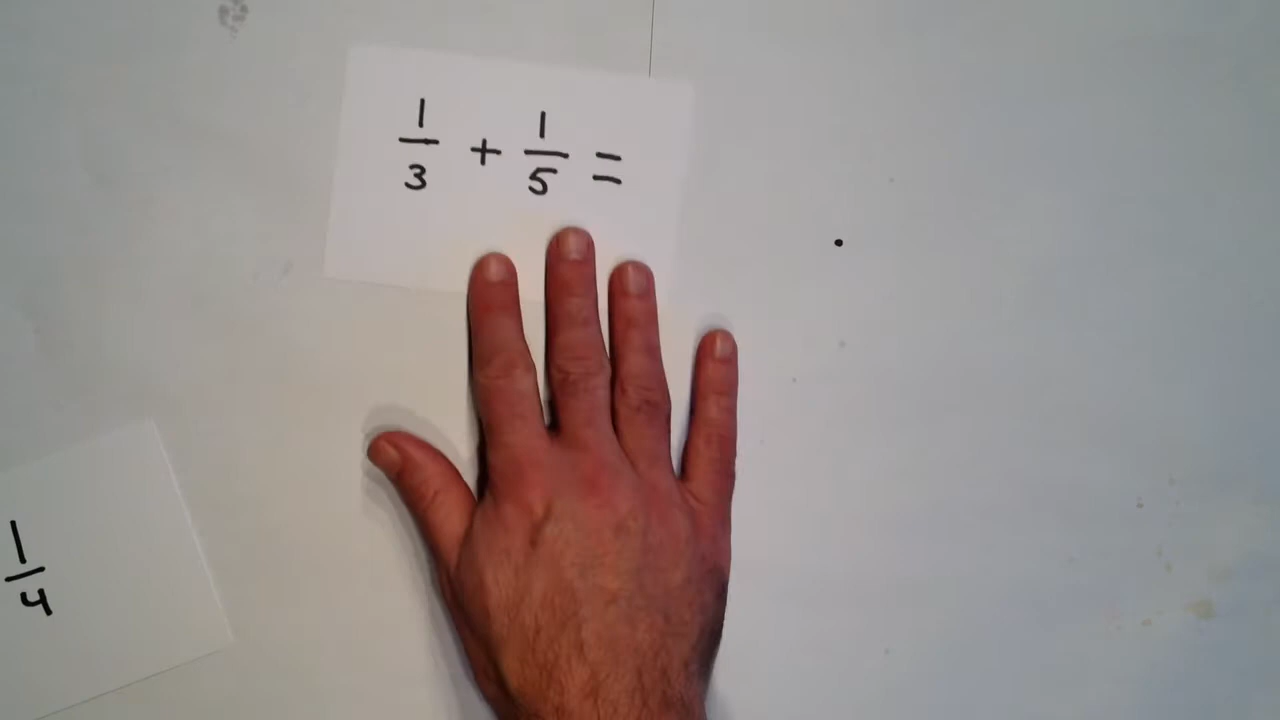 1/3 + 1/5 =
1/4